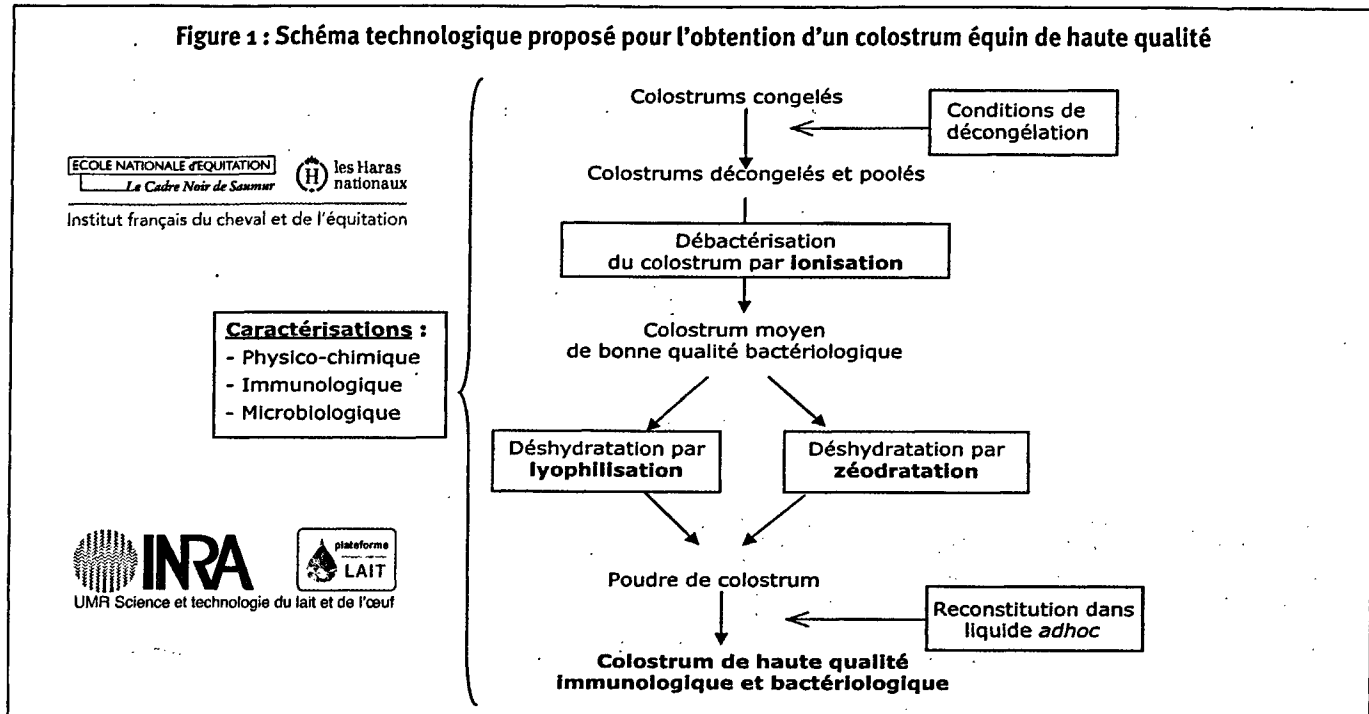 Figure 1 : Schéma technologique proposé pour l'obtention d'un colostrum équin de haute qualité
ECOLE NATIONALE d'EQUITATION
Le Cadre Noir de Saumur
H
les Haras
nationaux
Institut français du cheval et de l'équitation
Caractérisations :
- Physico-chimique
- Immunologique
- Microbiologique
INRA
plateforme
LAIT
UMR Science et technologie du lait et de l'œuf
Colostrums congelés
Conditions de
décongélation
Colostrums décongelés et poolés
Débactérisation
du colostrum par ionisation
Colostrum moyen
de bonne qualité bactériologique
Déshydratation par
lyophilisation
Déshydratation par
zéodratation
Poudre de colostrum
Reconstitution dans
liquide adhoc
Colostrum de haute qualité
immunologique et bactériologique